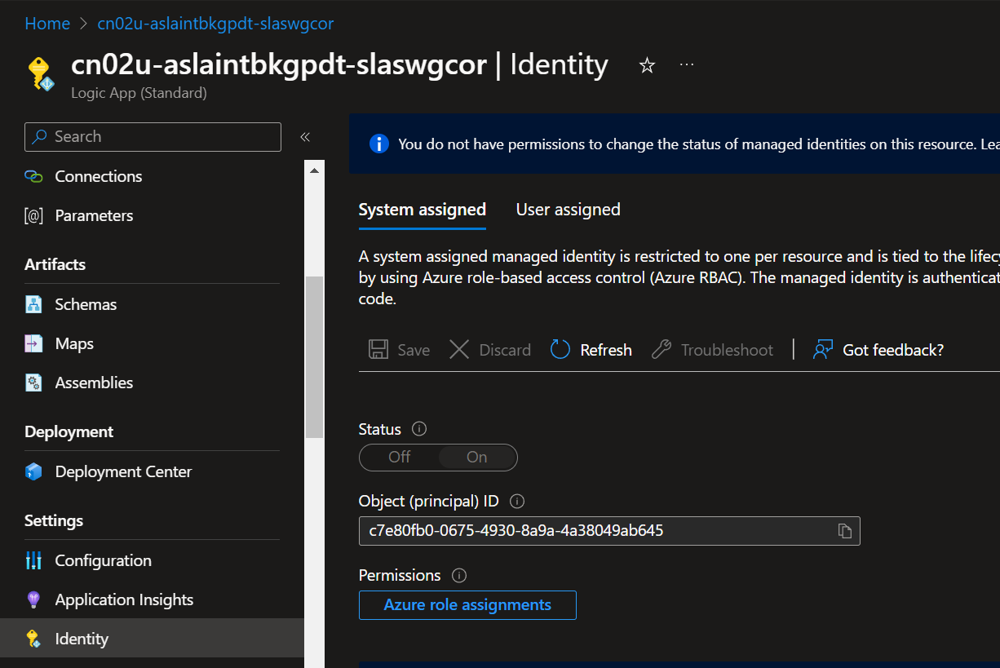 Home > cn02u-aslaintbkgpdt-slaswgcor
cn02u-aslaintbkgpdt-slaswgcor | Identity
Logic App (Standard)
Search
Connections
[@] Parameters
Artifacts
Schemas
Maps
Assemblies
Deployment
Deployment Center
Settings
Configuration
Application Insights
Identity
You do not have permissions to change the status of managed identities on this resource. Lea
System assigned User assigned
A system assigned managed identity is restricted to one per resource and is tied to the lifecy
by using Azure role-based access control (Azure RBAC). The managed identity is authenticat
code.
Save Discard Refresh Troubleshoot | Got feedback?
Status
Off On
Object (principal) ID
c7e80fb0-0675-4930-8a9a-4a38049ab645
Permissions
Azure role assignments